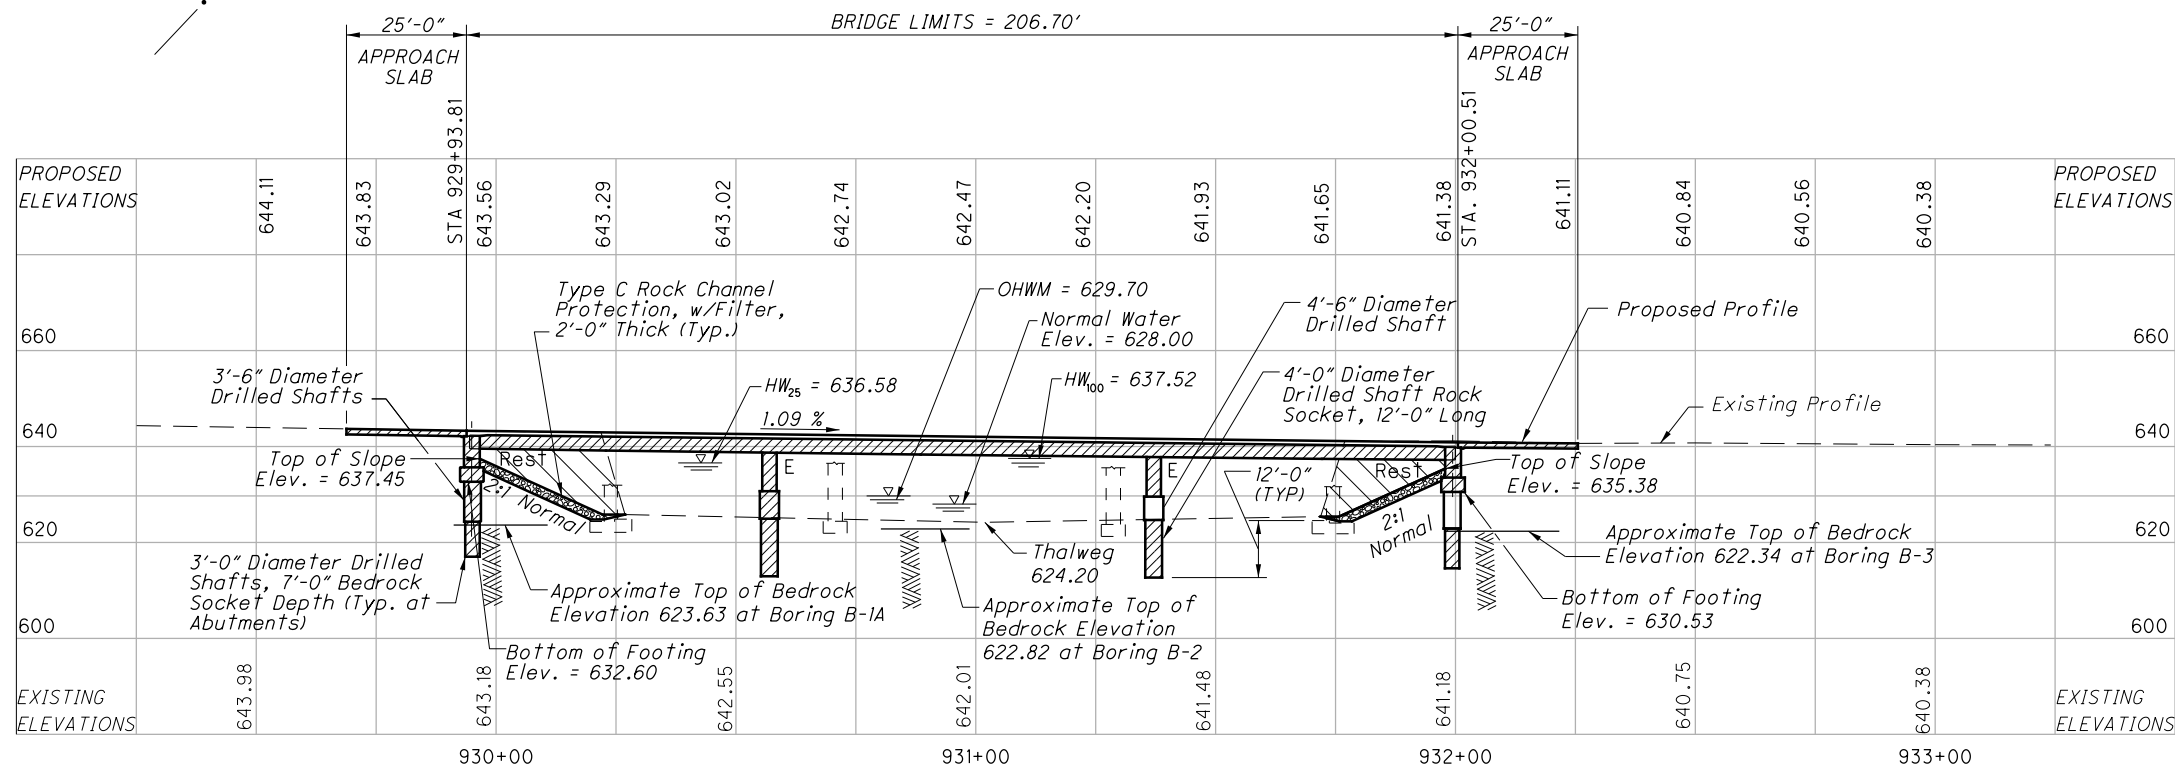 25'-0"
BRIDGE LIMITS = 206.70'
25'-0"
APPROACH
SLAB
APPROACH
SLAB
STA 929+93.81
STA. 932+00.51
PROPOSED
ELEVATIONS
644.11
643.83
643.56
643.29
643.02
642.74
642.47
642.20
641.93
641.65
641.38
641.11
640.84
640.56
640.38
PROPOSED
ELEVATIONS
Type C Rock Channel
Protection, w/Filter,
2'-0" Thick (Typ.)
OHWM = 629.70
Normal Water
Elev. = 628.00
4'-6" Diameter
Drilled Shaft
Proposed Profile
660
660
3'-6" Diameter
Drilled Shafts
HW25 = 636.58
HW100 = 637.52
4'-0" Diameter
Drilled Shaft Rock
Socket, 12'-0" Long
Existing Profile
1.09 %
640
640
Top of Slope
Elev. = 637.45
Rest
E
E
12'-0"
(TYP)
Rest
Top of Slope
Elev. = 635.38
2:1
Normal
2:1
Normal
620
620
3'-0" Diameter Drilled
Shafts, 7'-0" Bedrock
Socket Depth (Typ. at
Abutments)
Approximate Top of Bedrock
Elevation 623.63 at Boring B-1A
Thalweg
624.20
Approximate Top of
Bedrock Elevation
622.82 at Boring B-2
Approximate Top of Bedrock
Elevation 622.34 at Boring B-3
Bottom of Footing
Elev. = 630.53
600
600
Bottom of Footing
Elev. = 632.60
EXISTING
ELEVATIONS
643.98
643.18
642.55
642.01
641.48
641.18
640.75
640.38
EXISTING
ELEVATIONS
930+00
931+00
932+00
933+00